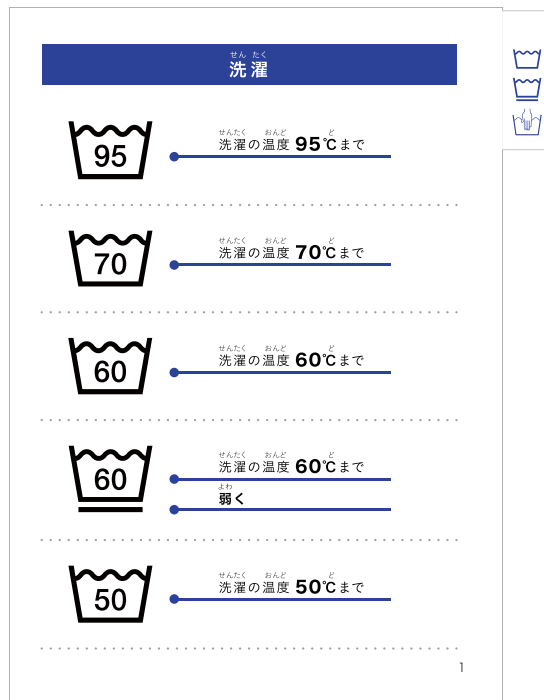 せん たく
洗濯
95
せんたく おんど ど
洗濯の温度 95℃まで
70
せんたく おんど ど
洗濯の温度 70℃まで
60
せんたく おんど ど
洗濯の温度 60℃まで
60
せんたく おんど ど
洗濯の温度 60℃まで
よわ
弱く
50
せんたく おんど ど
洗濯の温度 50℃まで
1